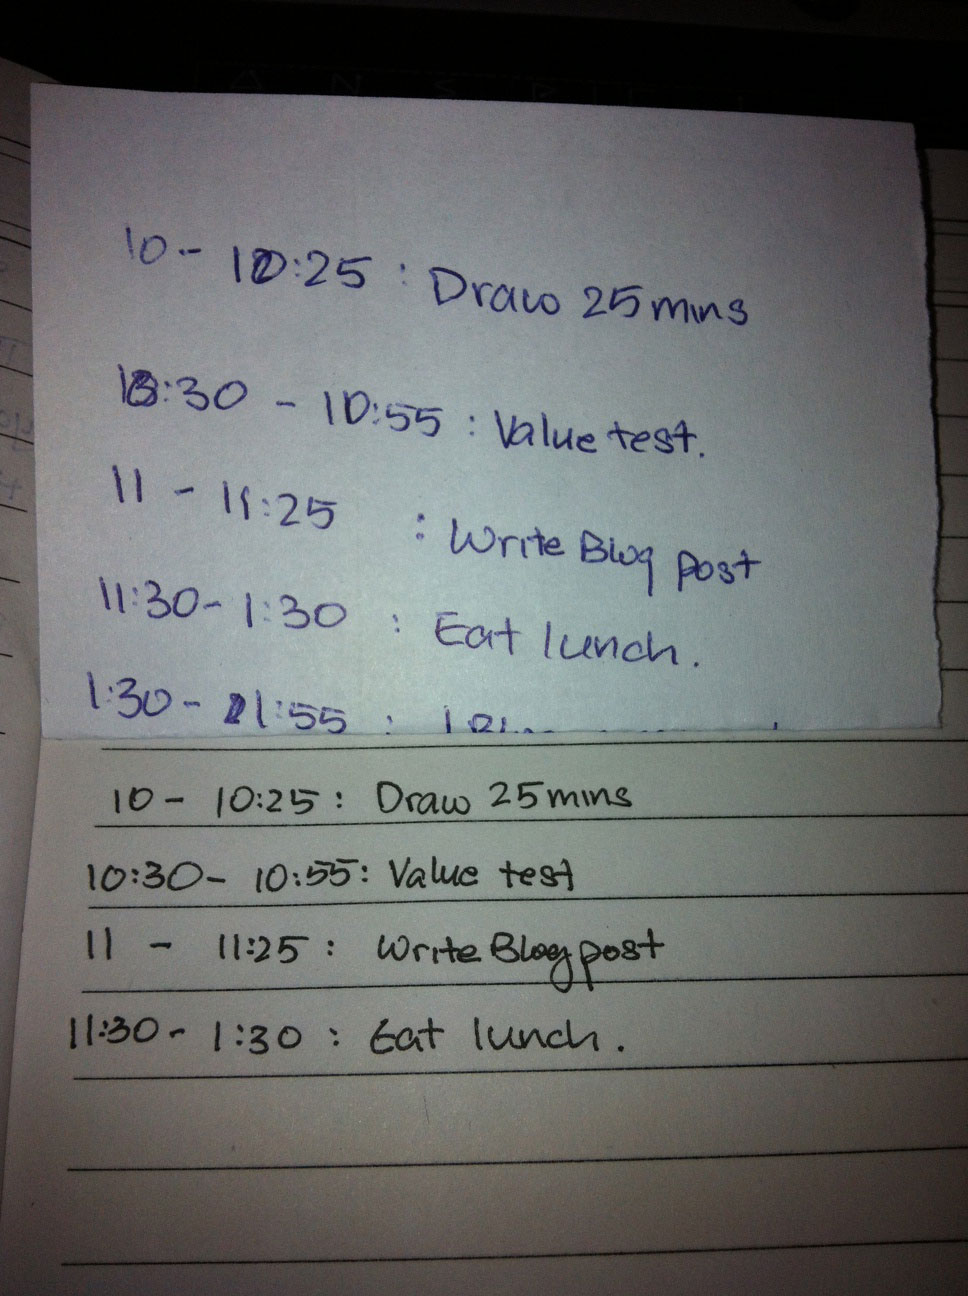 10 - 10:25 : Draw 25 mins
10:30 - 10:55 : Value test.
11 - 11:25 : Write Blog post
11:30 - 1:30 : Eat lunch.
1:30 - 1:55 :
10 - 10:25 : Draw 25 mins
10:30 - 10:55 : Value test
11 - 11:25 : Write Blog post
11:30 - 1:30 : Eat lunch.